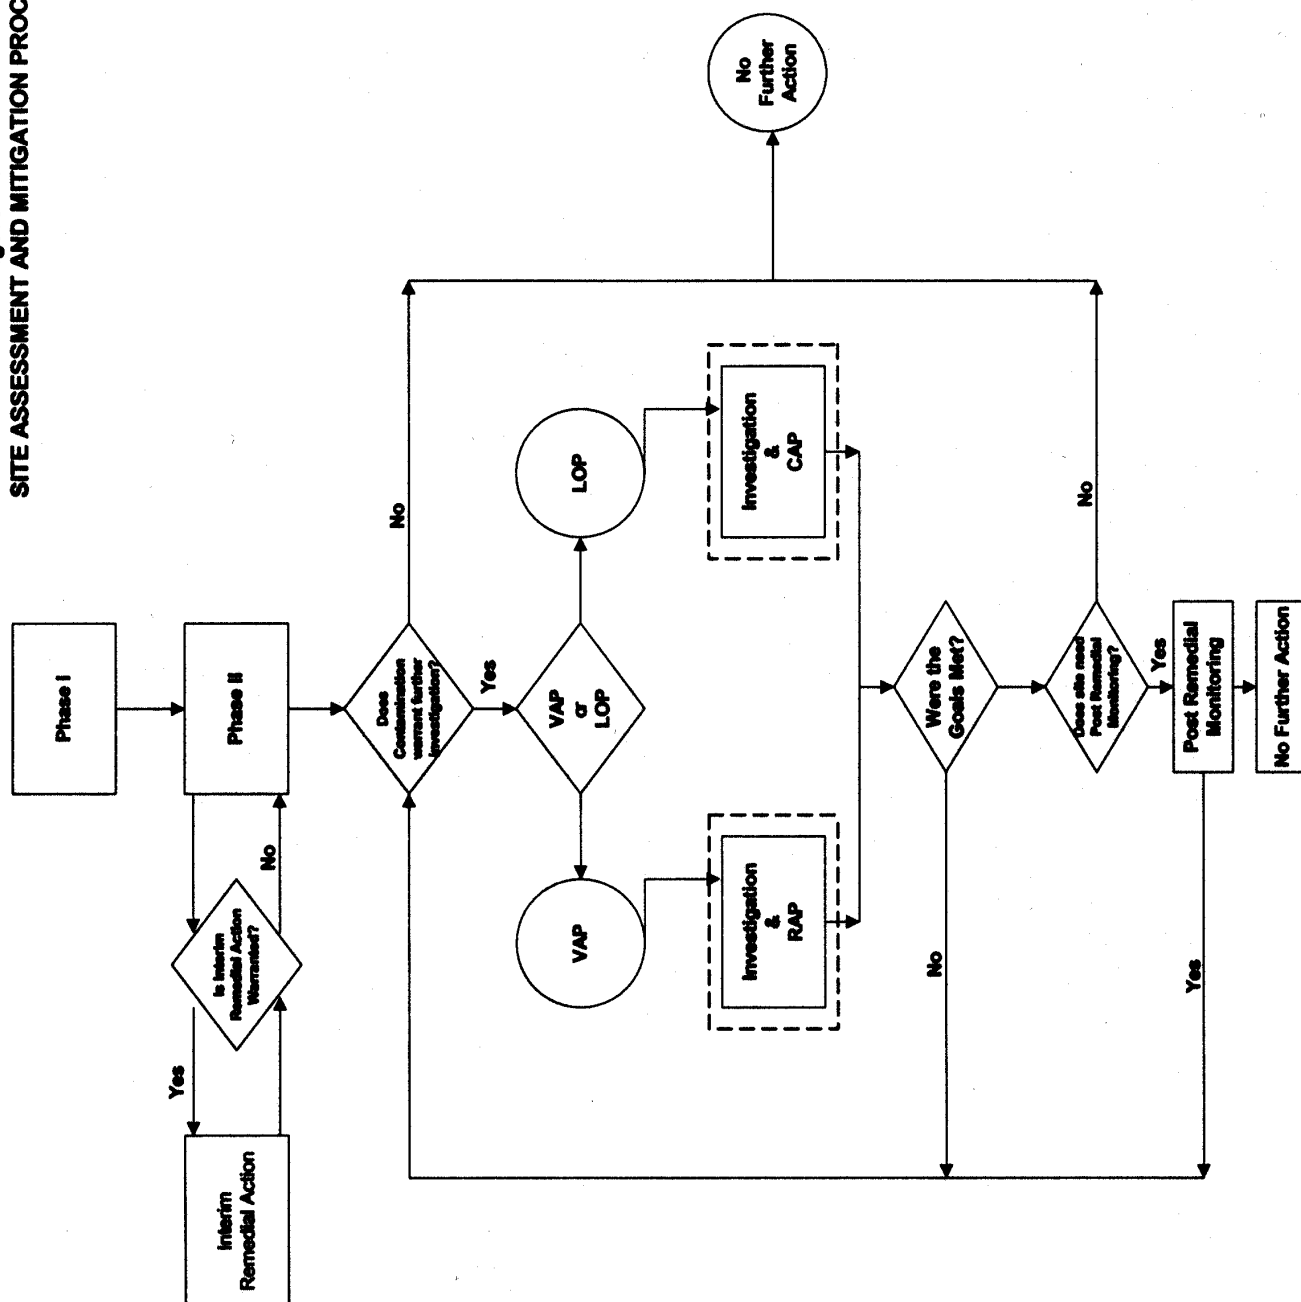 SITE ASSESSMENT AND MITIGATION PROC
Phase I
Phase II
Is Interim
Remedial Action
Warranted?
Yes
No
Interim
Remedial Action
Does
Contamination
warrant further
investigation?
No
Yes
VAP
or
LOP
VAP
LOP
Investigation
&
RAP
Investigation
&
CAP
Were the
Goals Met?
No
Does site need
Post Remedial
Monitoring?
No
Yes
Post Remedial
Monitoring
Yes
No Further Action
No
Further
Action